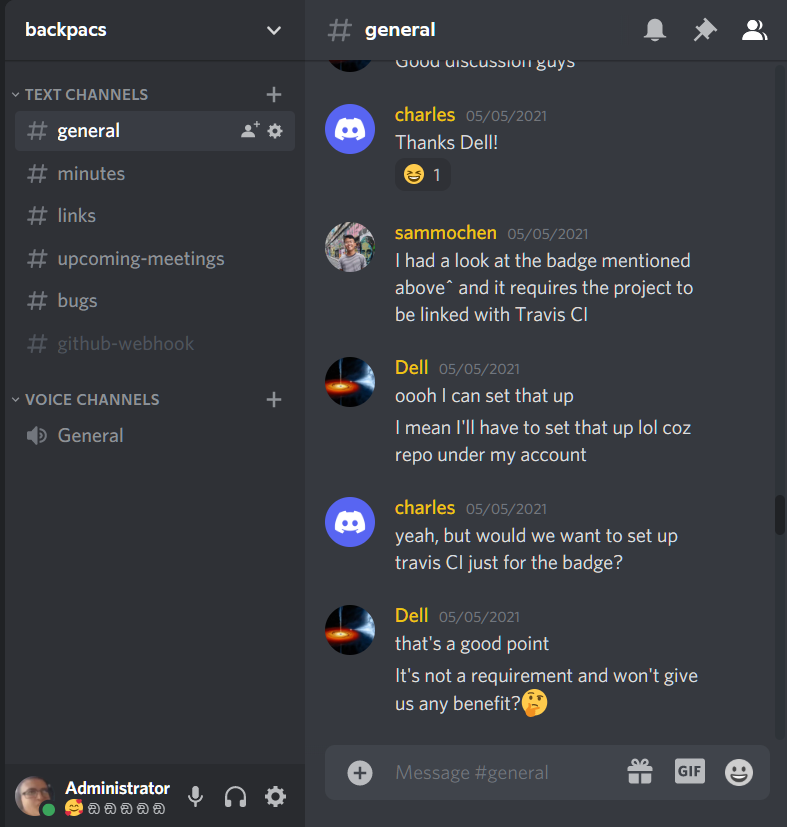 backpacs
TEXT CHANNELS
general
minutes
links
upcoming-meetings
bugs
github-webhook
VOICE CHANNELS
General
Administrator
general
Good discussion guys
charles 05/05/2021
Thanks Dell!
1
sammochen 05/05/2021
I had a look at the badge mentioned
above^ and it requires the project to
be linked with Travis CI
Dell 05/05/2021
oooh I can set that up
I mean I'll have to set that up lol coz
repo under my account
charles 05/05/2021
yeah, but would we want to set up
travis CI just for the badge?
Dell 05/05/2021
that's a good point
It's not a requirement and won't give
us any benefit?🤔
Message #general
GIF